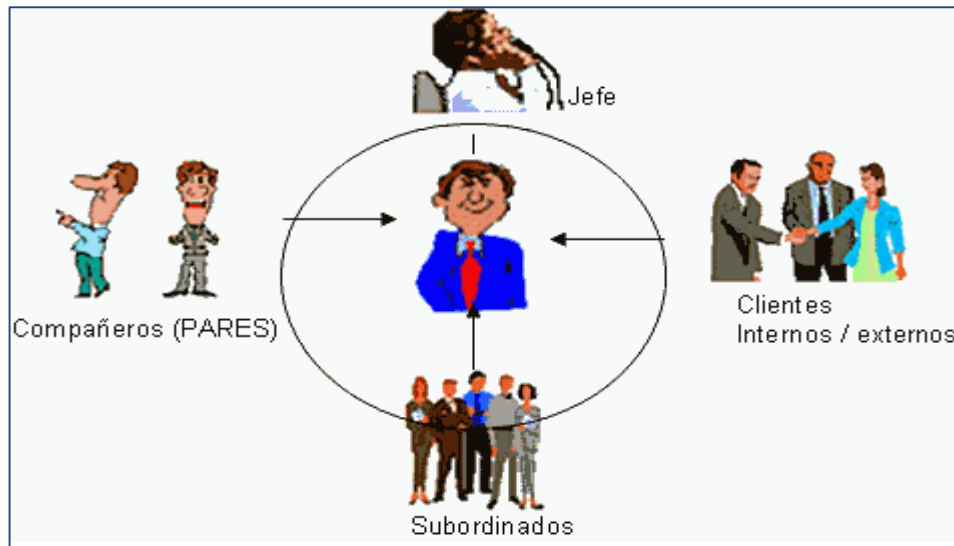 Jefe
Compañeros (PARES)
Clientes
Internos / externos
Subordinados